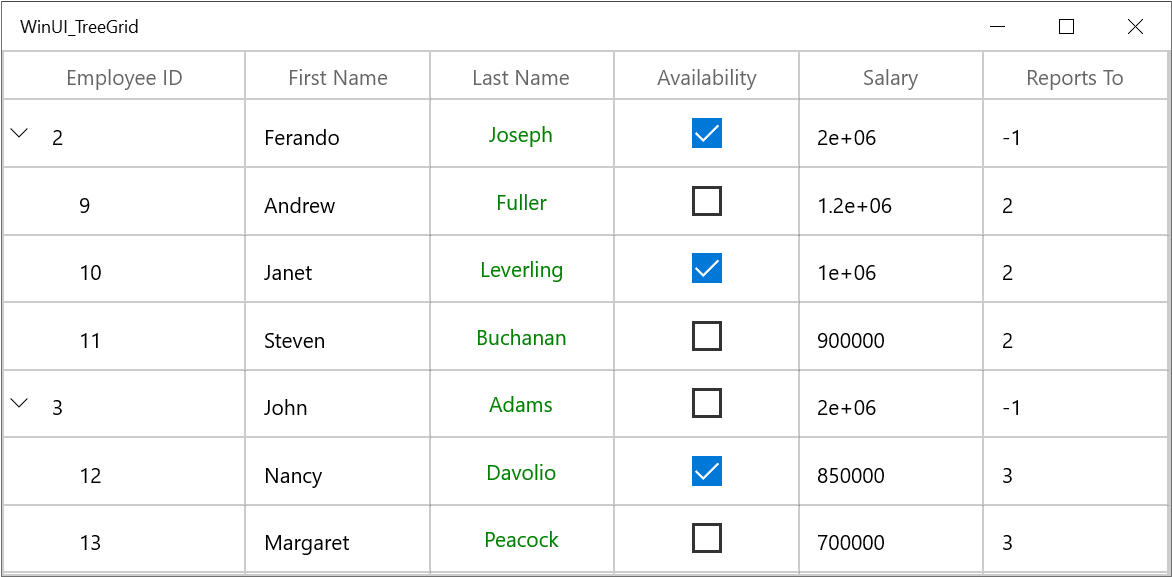 WinUI_TreeGrid
Employee ID First Name Last Name Availability Salary Reports To
2 Ferando Joseph 2e+06 -1
9 Andrew Fuller 1.2e+06 2
10 Janet Leverling 1e+06 2
11 Steven Buchanan 900000 2
3 John Adams 2e+06 -1
12 Nancy Davolio 850000 3
13 Margaret Peacock 700000 3